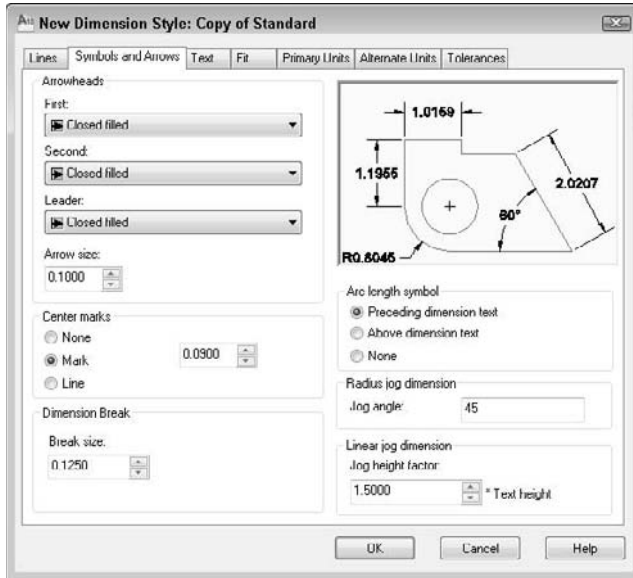 New Dimension Style: Copy of Standard
Lines
Symbols and Arrows
Text
Fit
Primary Units
Alternate Units
Tolerances
Arrowheads
First:
Closed filled
Second:
Closed filled
Leader:
Closed filled
Arrow size:
0.1000
Center marks
None
Mark
Line
0.0900
Dimension Break
Break size:
0.1250
1.0159
1.1955
2.0207
60°
R0.8045
Arc length symbol
Preceding dimension text
Above dimension text
None
Radius jog dimension
Jog angle:
45
Linear jog dimension
Jog height factor:
1.5000
* Text height
OK
Cancel
Help